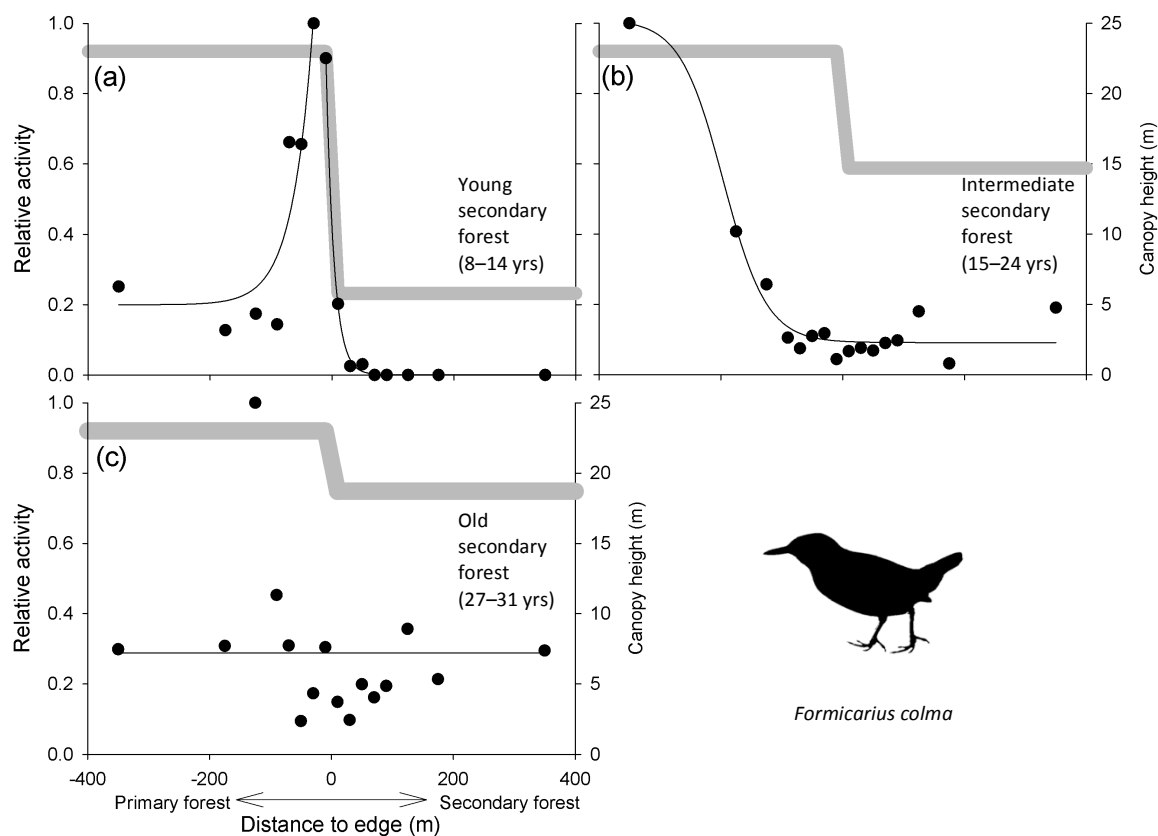 1.0
0.8
0.6
0.4
0.2
0.0
Relative activity
(a)
Young
secondary
forest
(8–14 yrs)
(b)
Intermediate
secondary
forest
(15–24 yrs)
25
20
15
10
5
0
Canopy height (m)
1.0
0.8
0.6
0.4
0.2
0.0
Relative activity
(c)
Old
secondary
forest
(27–31 yrs)
25
20
15
10
5
0
Canopy height (m)
-400 -200 0 200 400
Primary forest Secondary forest
Distance to edge (m)
Formicarius colma